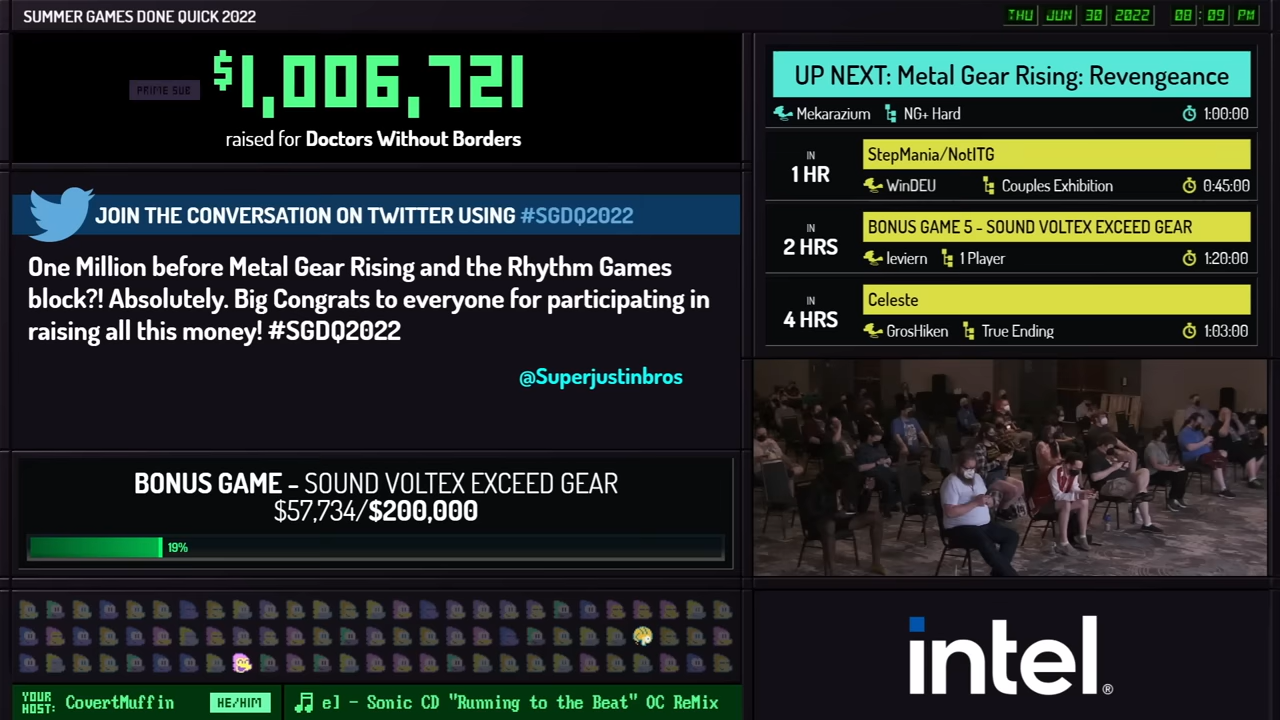 SUMMER GAMES DONE QUICK 2022
THU JUN 30 2022 08:09 PM
PRIME SUB
$1,006,721
raised for Doctors Without Borders
JOIN THE CONVERSATION ON TWITTER USING #SGDQ2022
One Million before Metal Gear Rising and the Rhythm Games
block?! Absolutely. Big Congrats to everyone for participating in
raising all this money! #SGDQ2022
@Superjustinbros
BONUS GAME - SOUND VOLTEX EXCEED GEAR
$57,734/$200,000
19%
YOUR HOST: CovertMuffin HE/HIM
e] - Sonic CD "Running to the Beat" OC ReMix
UP NEXT: Metal Gear Rising: Revengeance
Mekarazium NG+ Hard 1:00:00
IN 1 HR
StepMania/NotITG
WinDEU Couples Exhibition 0:45:00
IN 2 HRS
BONUS GAME 5 - SOUND VOLTEX EXCEED GEAR
leviern 1 Player 1:20:00
IN 4 HRS
Celeste
GrosHiken True Ending 1:03:00
intel®